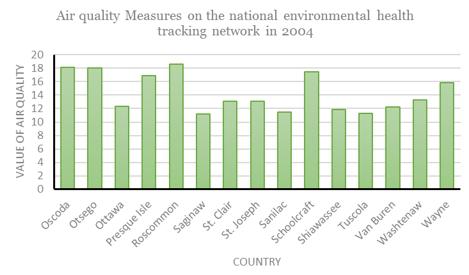 Air quality Measures on the national environmental health
tracking network in 2004
VALUE OF AIR QUALITY
20
18
16
14
12
10
8
6
4
2
0
Oscoda
Otsego
Ottawa
Presque Isle
Roscommon
Saginaw
St. Clair
St. Joseph
Sanilac
Schoolcraft
Shiawassee
Tuscola
Van Buren
Washtenaw
Wayne
COUNTRY